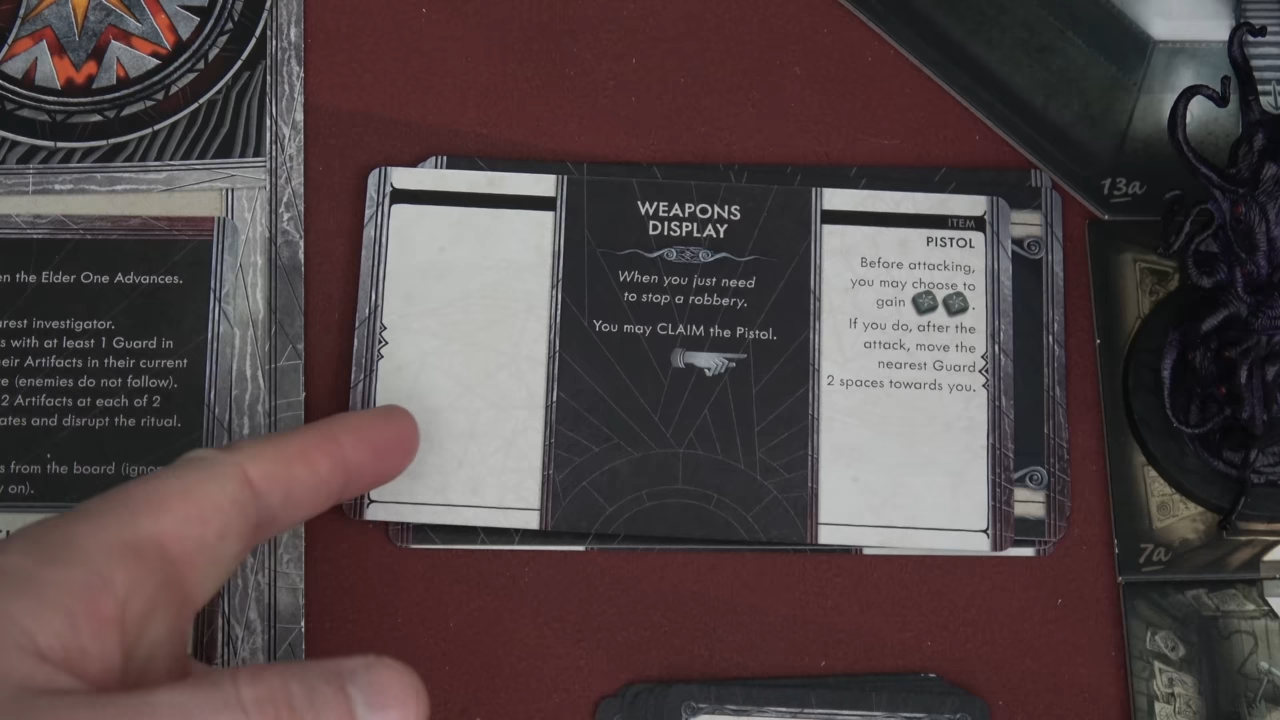 en the Elder One Advances.
arest investigator.
s with at least 1 Guard in
heir Artifacts in their current
e (enemies do not follow).
2 Artifacts at each of 2
ates and disrupt the ritual.
s from the board (ignor
y on).
WEAPONS
DISPLAY
When you just need
to stop a robbery.
You may CLAIM the Pistol.
ITEM
PISTOL
Before attacking,
you may choose to
gain .
If you do, after the
attack, move the
nearest Guard
2 spaces towards you.
13a
7a